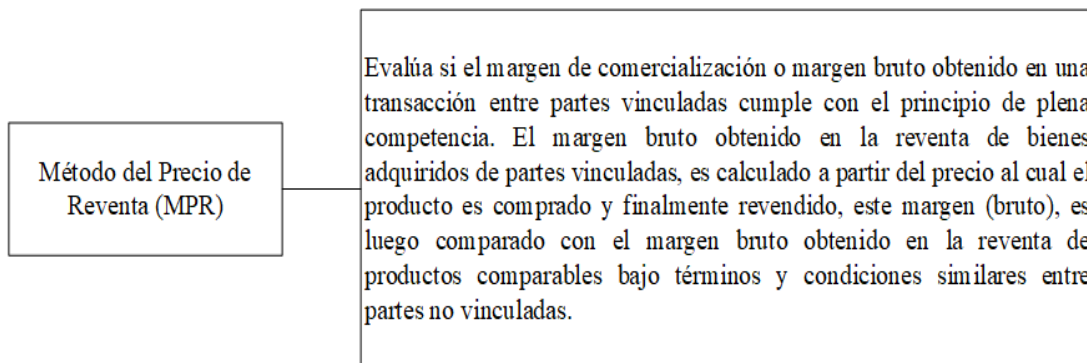 Método del Precio de
Reventa (MPR)
Evalúa si el margen de comercialización o margen bruto obtenido en una
transacción entre partes vinculadas cumple con el principio de plena
competencia. El margen bruto obtenido en la reventa de bienes
adquiridos de partes vinculadas, es calculado a partir del precio al cual el
producto es comprado y finalmente revendido, este margen (bruto), es
luego comparado con el margen bruto obtenido en la reventa de
productos comparables bajo términos y condiciones similares entre
partes no vinculadas.